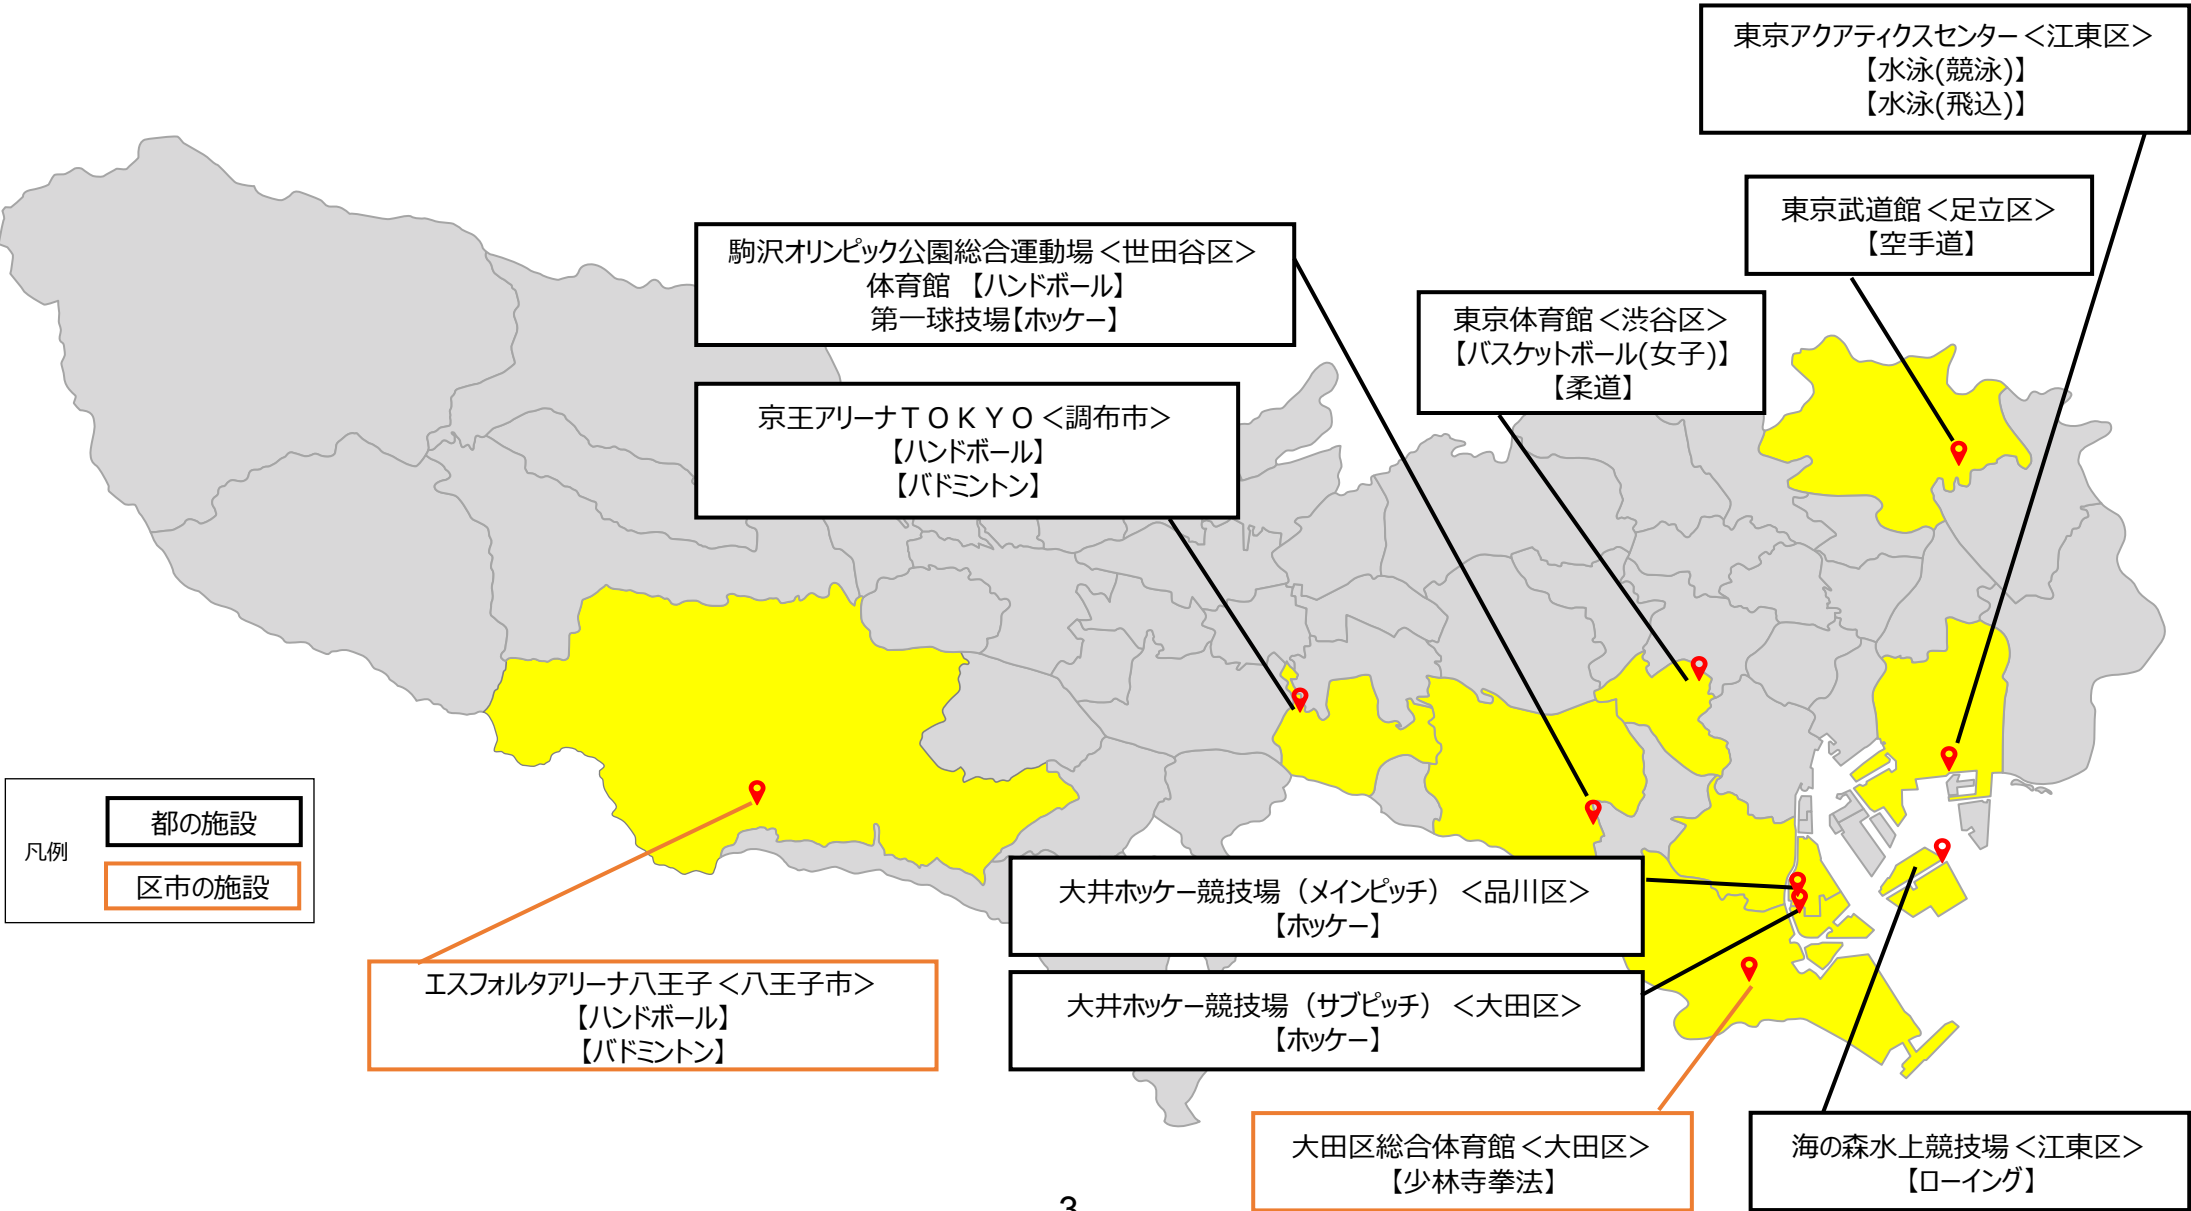 東京アクアティクスセンター＜江東区＞
【水泳(競泳)】
【水泳(飛込)】
東京武道館＜足立区＞
【空手道】
駒沢オリンピック公園総合運動場＜世田谷区＞
体育館 【ハンドボール】
第一球技場【ホッケー】
東京体育館＜渋谷区＞
【バスケットボール(女子)】
【柔道】
京王アリーナＴＯＫＹＯ＜調布市＞
【ハンドボール】
【バドミントン】
凡例
都の施設
区市の施設
大井ホッケー競技場（メインピッチ）＜品川区＞
【ホッケー】
エスフォルタアリーナ八王子＜八王子市＞
【ハンドボール】
【バドミントン】
大井ホッケー競技場（サブピッチ）＜大田区＞
【ホッケー】
大田区総合体育館＜大田区＞
【少林寺拳法】
海の森水上競技場＜江東区＞
【ローイング】
3